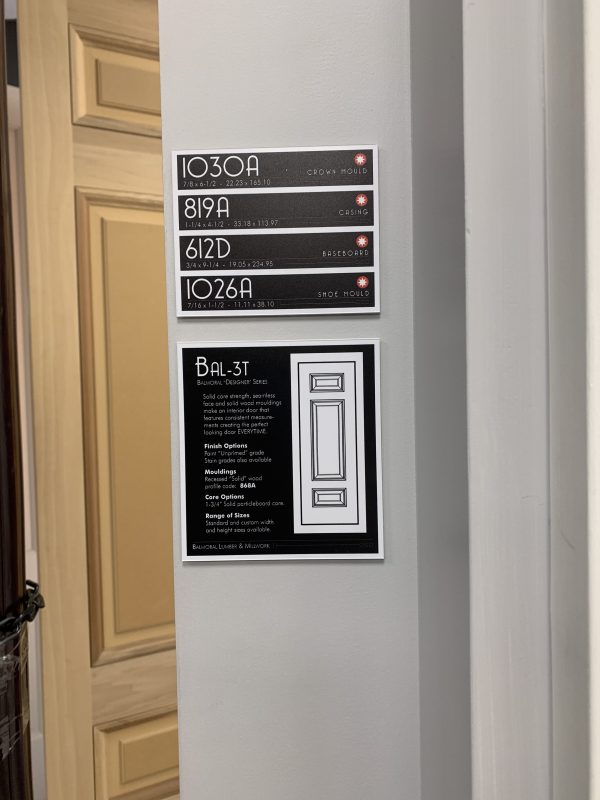 1030A
CROWN MOULD
7/8 x 6-1/2 - 22.23 x 165.10
819A
CASING
1-1/4 x 4-1/2 - 33.18 x 113.97
612D
BASEBOARD
3/4 x 9-1/4 - 19.05 x 234.95
1026A
SHOE MOULD
7/16 x 1-1/2 - 11.11 x 38.10
BAL-3T
BALMORAL "DESIGNER" SERIES
Solid core strength, seamless
face and solid wood mouldings
make an interior door that
features consistent measure-
ments creating the perfect
looking door EVERYTIME.
Finish Options
Paint "Unprimed" grade
Stain grades also available
Mouldings
Recessed "Solid" wood
profile code: 868A
Core Options
1-3/4" Solid particleboard core.
Range of Sizes
Standard and custom width
and height sizes available.
BALMORAL LUMBER & MILLWORK